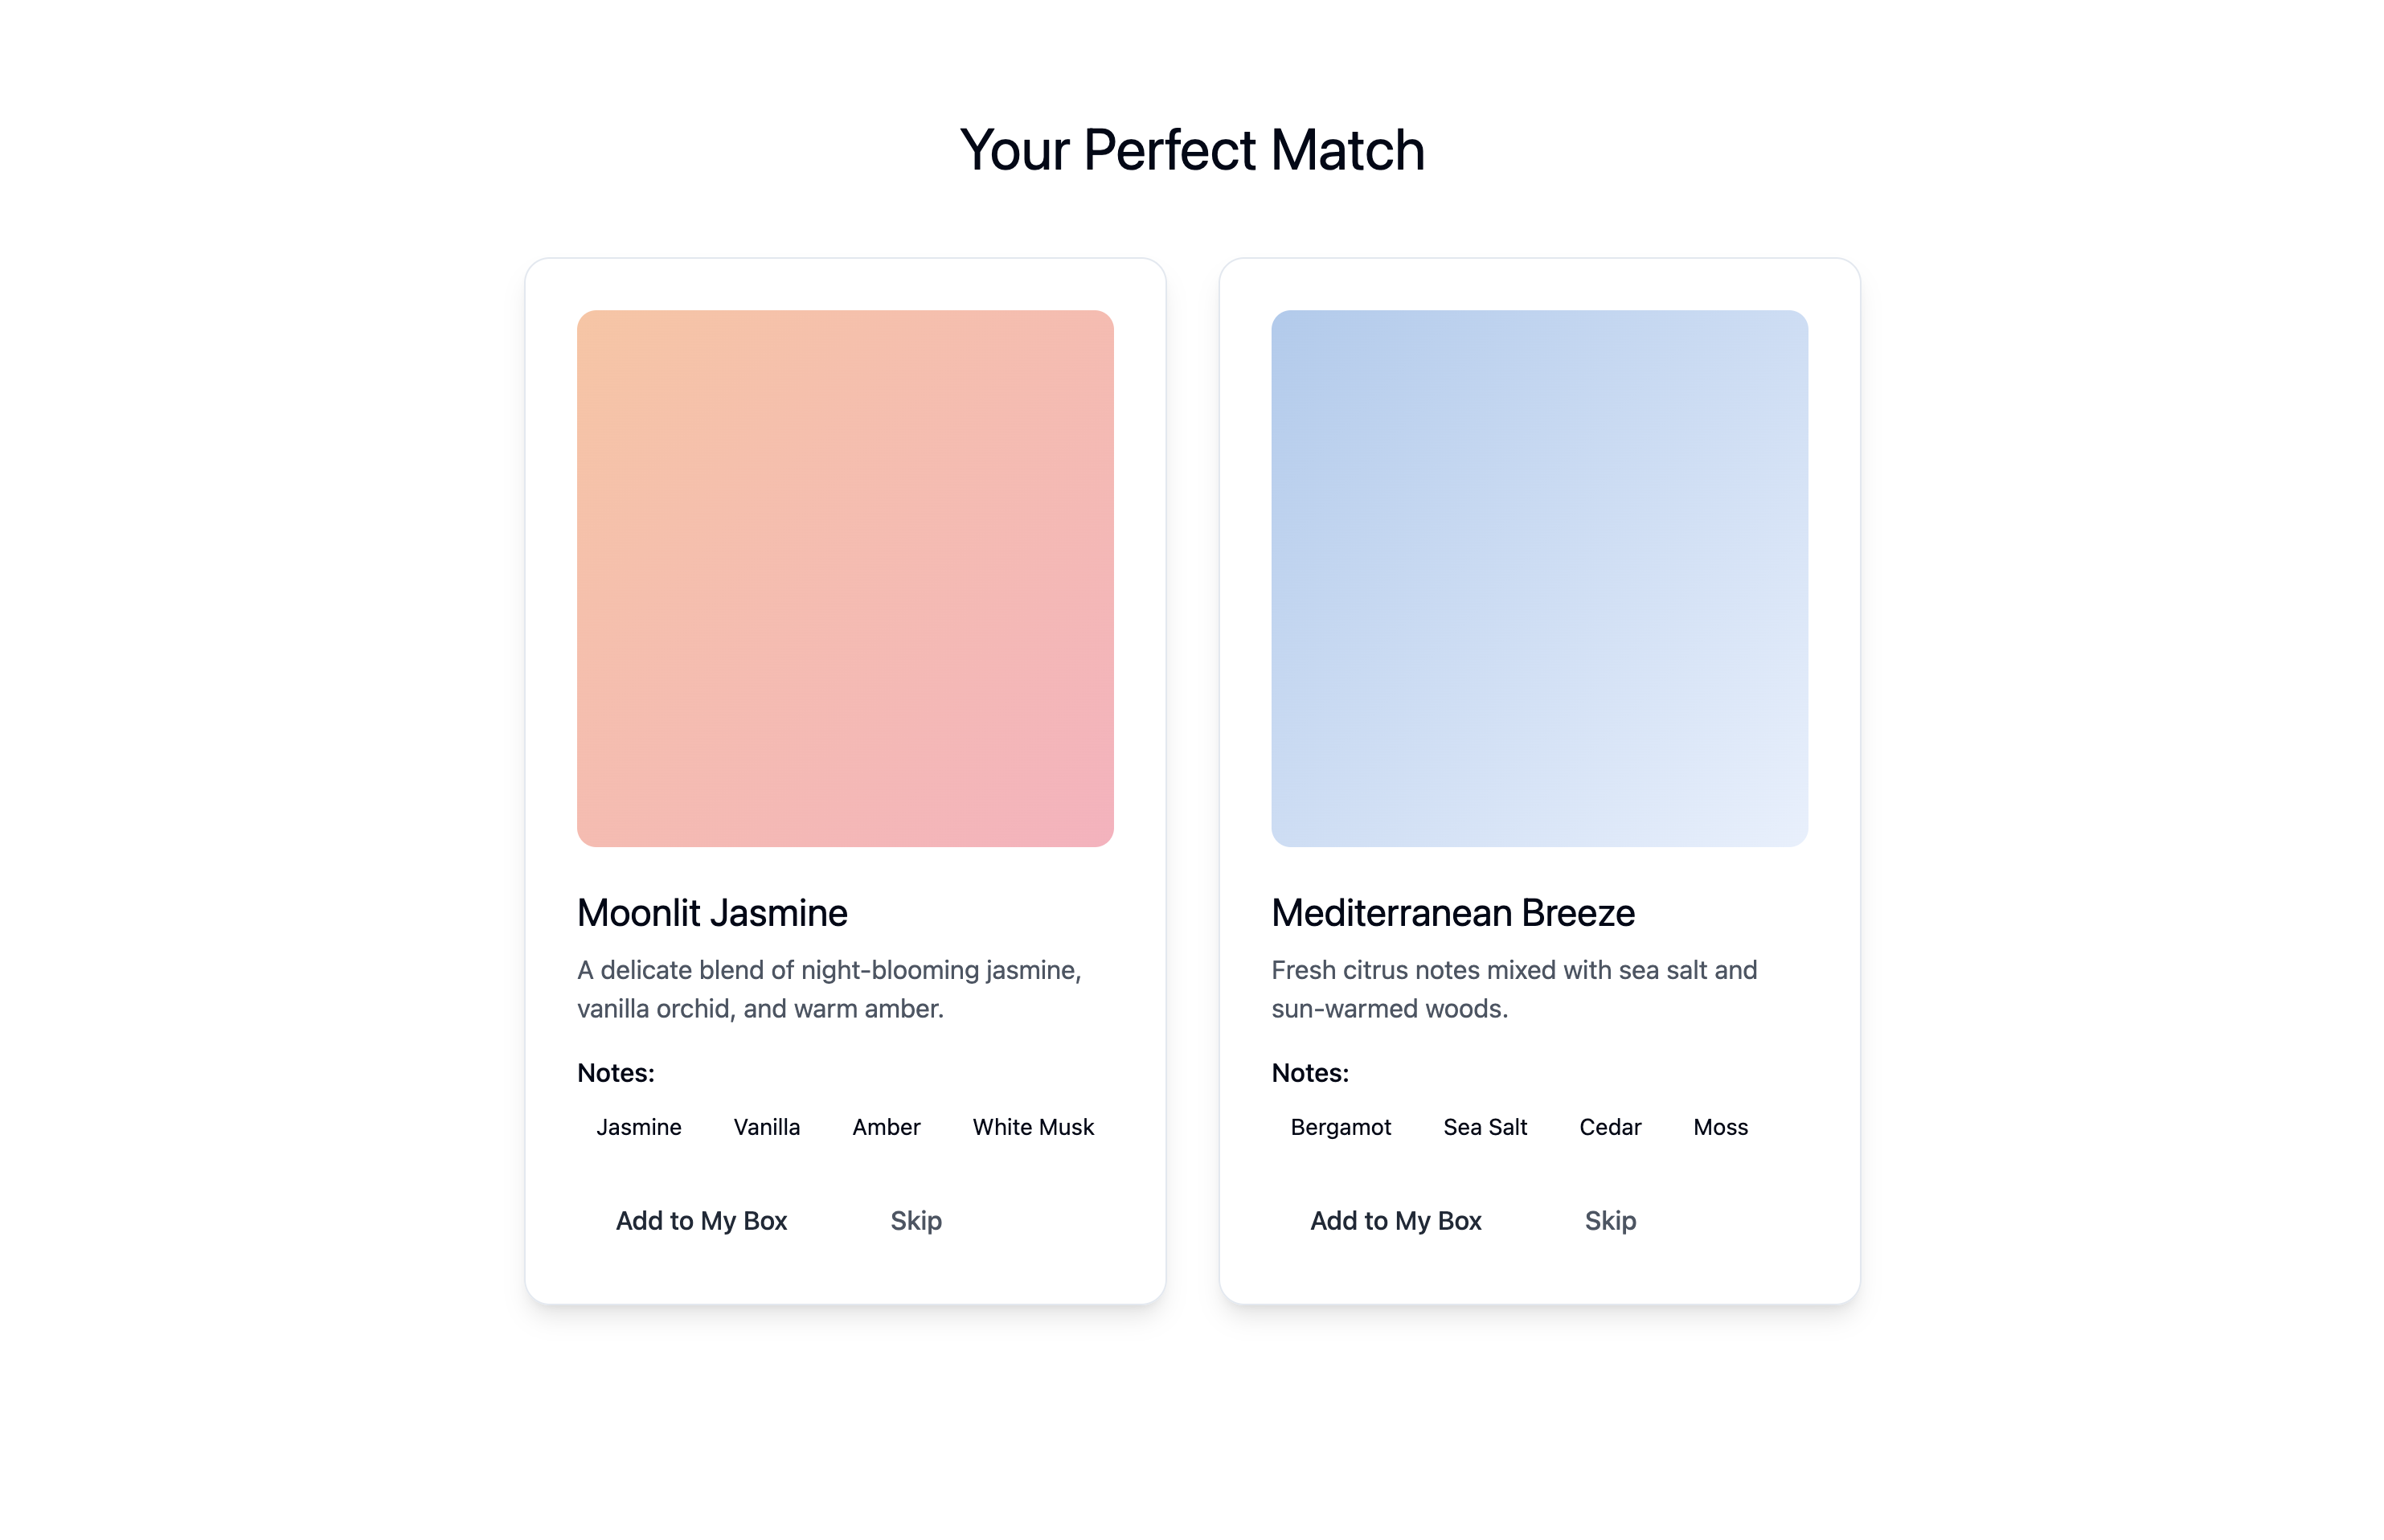 Your Perfect Match
Moonlit Jasmine
A delicate blend of night-blooming jasmine,
vanilla orchid, and warm amber.
Notes:
Jasmine Vanilla Amber White Musk
Add to My Box Skip
Mediterranean Breeze
Fresh citrus notes mixed with sea salt and
sun-warmed woods.
Notes:
Bergamot Sea Salt Cedar Moss
Add to My Box Skip